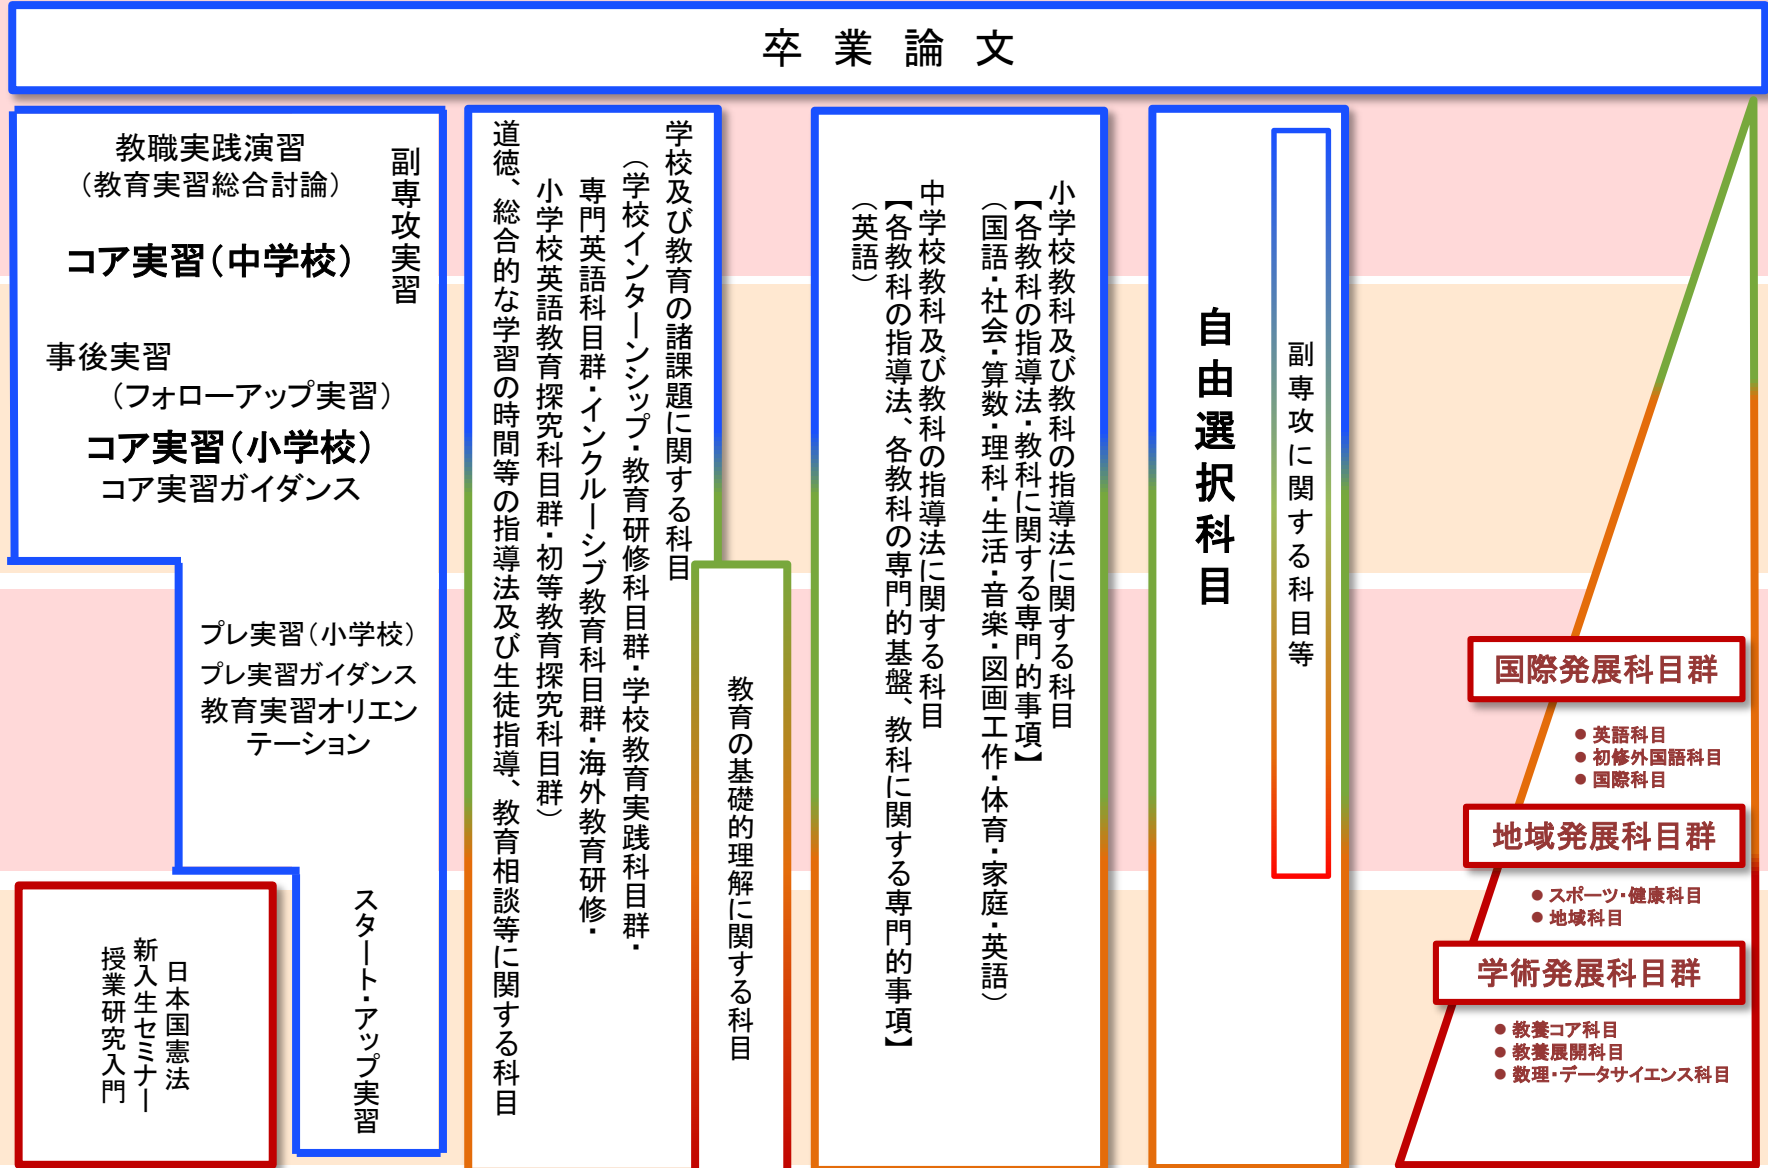 卒業論文
教職実践演習
（教育実習総合討論）
コア実習（中学校）
副専攻実習
事後実習
（フォローアップ実習）
コア実習（小学校）
コア実習ガイダンス
プレ実習（小学校）
プレ実習ガイダンス
教育実習オリエン
テーション
スタート・アップ実習
日本国憲法
新入生セミナー
授業研究入門
学校及び教育の諸課題に関する科目
（学校インターンシップ・教育研修科目群・学校教育実践科目群・
専門英語科目群・インクルーシブ教育科目群・海外教育研修・
小学校英語教育探究科目群・初等教育探究科目群）
道徳、総合的な学習の時間等の指導法及び生徒指導、教育相談等に関する科目
教育の基礎的理解に関する科目
小学校教科及び教科の指導法に関する科目
【各教科の指導法・教科に関する専門的事項】
（国語・社会・算数・理科・生活・音楽・図画工作・体育・家庭・英語）
中学校教科及び教科の指導法に関する科目
【各教科の指導法、各教科の専門的基盤、教科に関する専門的事項】
（英語）
自由選択科目
副専攻に関する科目等
国際発展科目群
● 英語科目
● 初修外国語科目
● 国際科目
地域発展科目群
● スポーツ・健康科目
● 地域科目
学術発展科目群
● 教養コア科目
● 教養展開科目
● 数理・データサイエンス科目